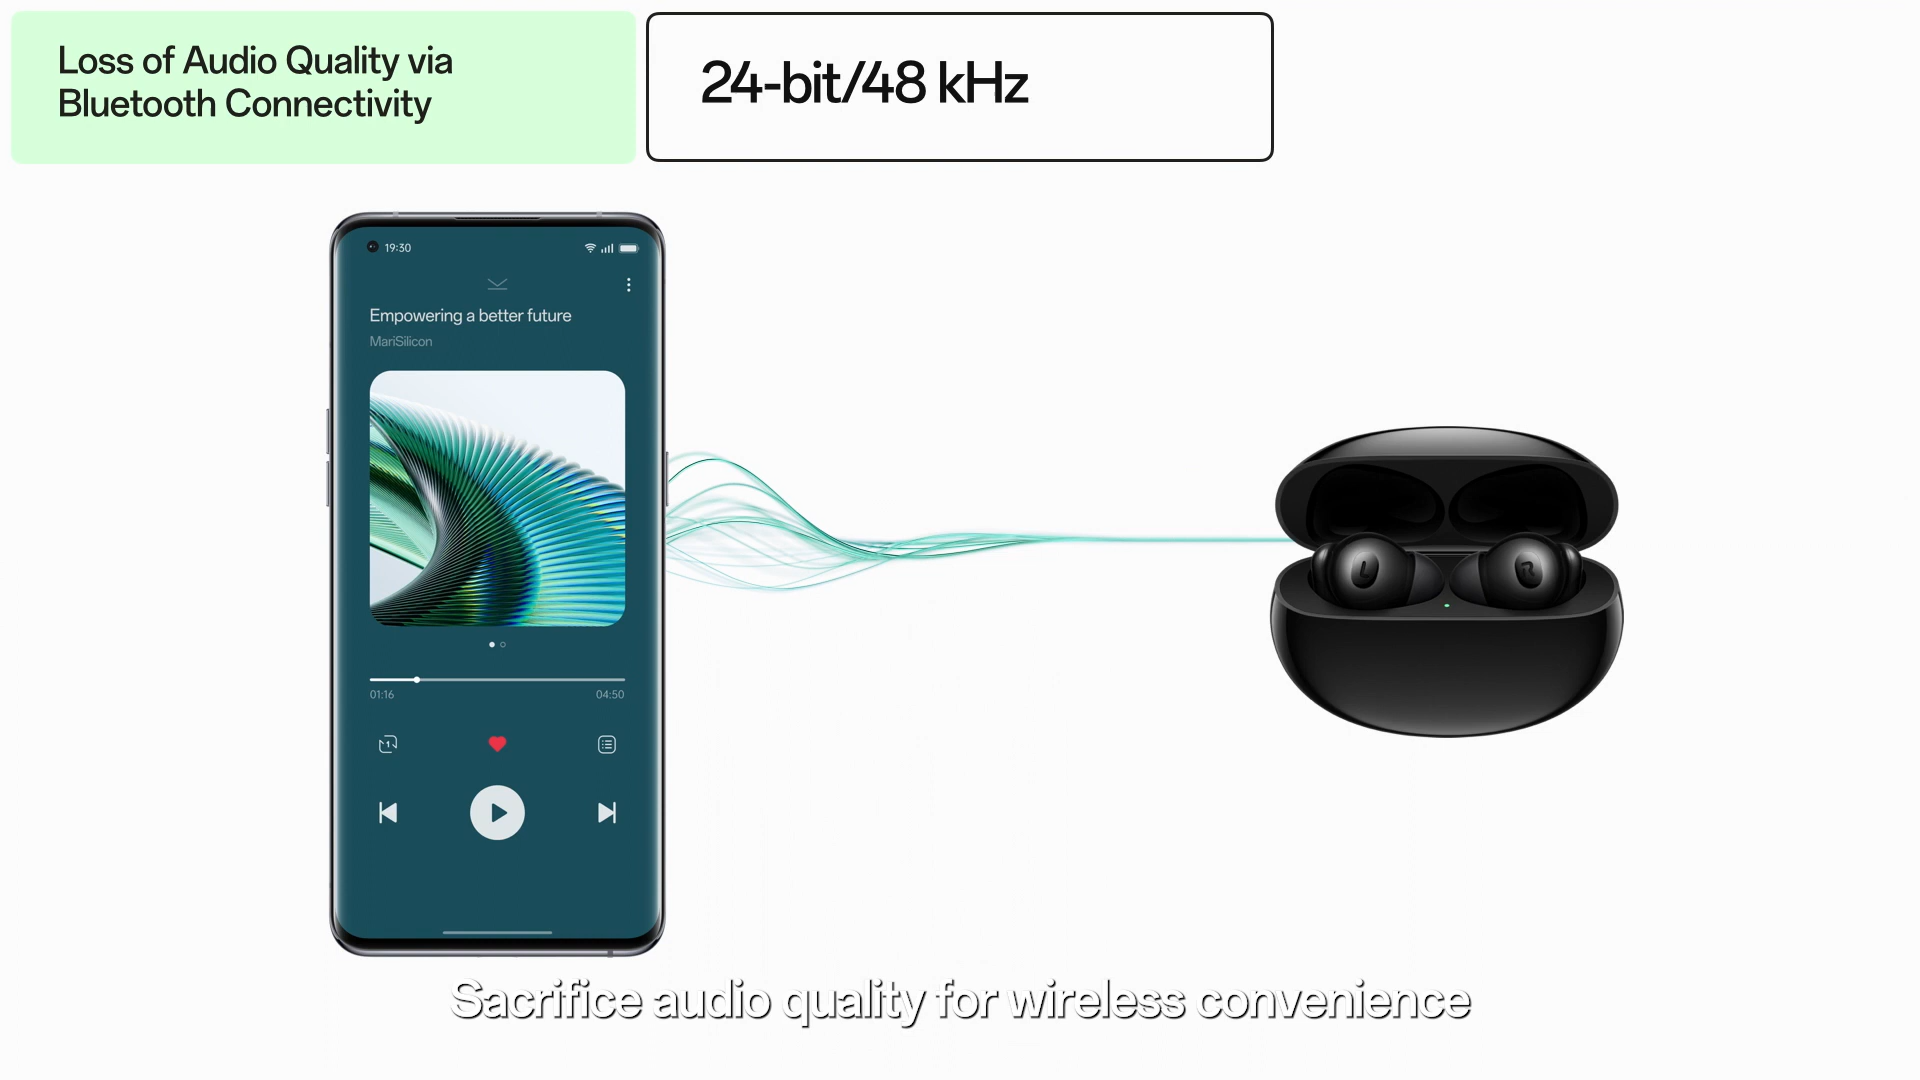 Loss of Audio Quality via
Bluetooth Connectivity
24-bit/48 kHz
19:30
Empowering a better future
MariSilicon
01:16
04:50
1
L
R
Sacrifice audio quality for wireless convenience